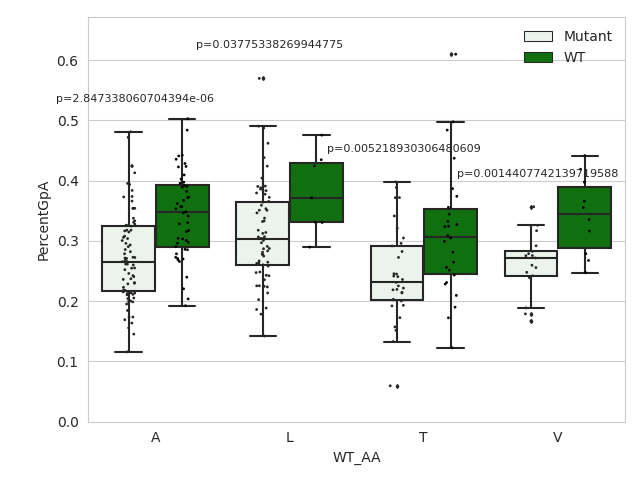 p=0.03775338269944775
Mutant
WT
p=2.847338060704394e-06
p=0.005218930306480609
p=0.0014407742139719588
PercentGpA
0.6
0.5
0.4
0.3
0.2
0.1
0.0
A
L
T
V
WT_AA